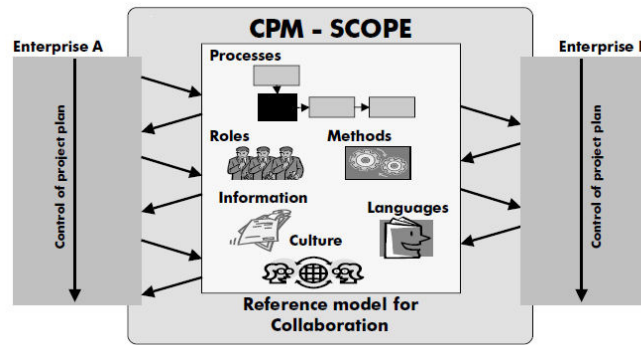 CPM - SCOPE
Enterprise A
Enterprise
Processes
Control of project plan
Control of project plan
Roles
Methods
Information
Languages
Culture
Reference model for
Collaboration